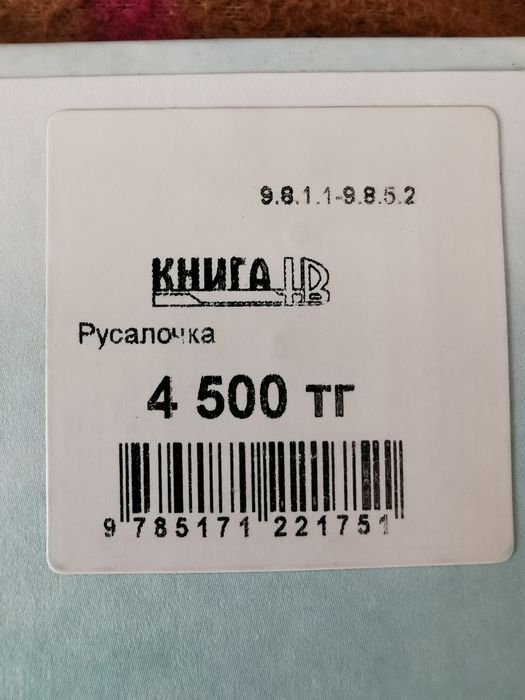 9.8.1.1-9.8.5.2
КНИГА
Русалочка
4 500 тг
9 785171 221751